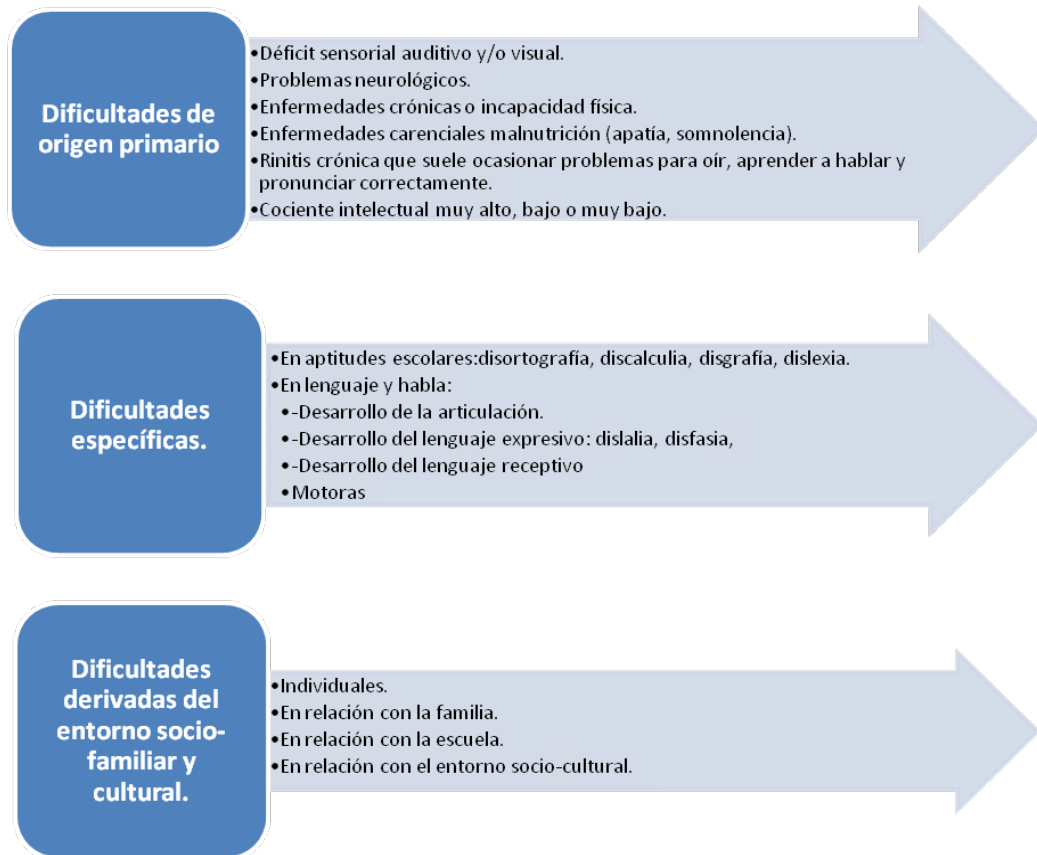 Dificultades de
origen primario
•Déficit sensorial auditivo y/o visual.
•Problemas neurológicos.
•Enfermedades crónicas o incapacidad física.
•Enfermedades carenciales malnutrición (apatía, somnolencia).
•Rinitis crónica que suele ocasionar problemas para oír, aprender a hablar y
pronunciar correctamente.
•Cociente intelectual muy alto, bajo o muy bajo.
Dificultades
específicas.
•En aptitudes escolares:disortografía, discalculia, disgrafía, dislexia.
•En lenguaje y habla:
•-Desarrollo de la articulación.
•-Desarrollo del lenguaje expresivo: dislalia, disfasia,
•-Desarrollo del lenguaje receptivo
•Motoras
Dificultades
derivadas del
entorno socio-
familiar y
cultural.
•Individuales.
•En relación con la familia.
•En relación con la escuela.
•En relación con el entorno socio-cultural.